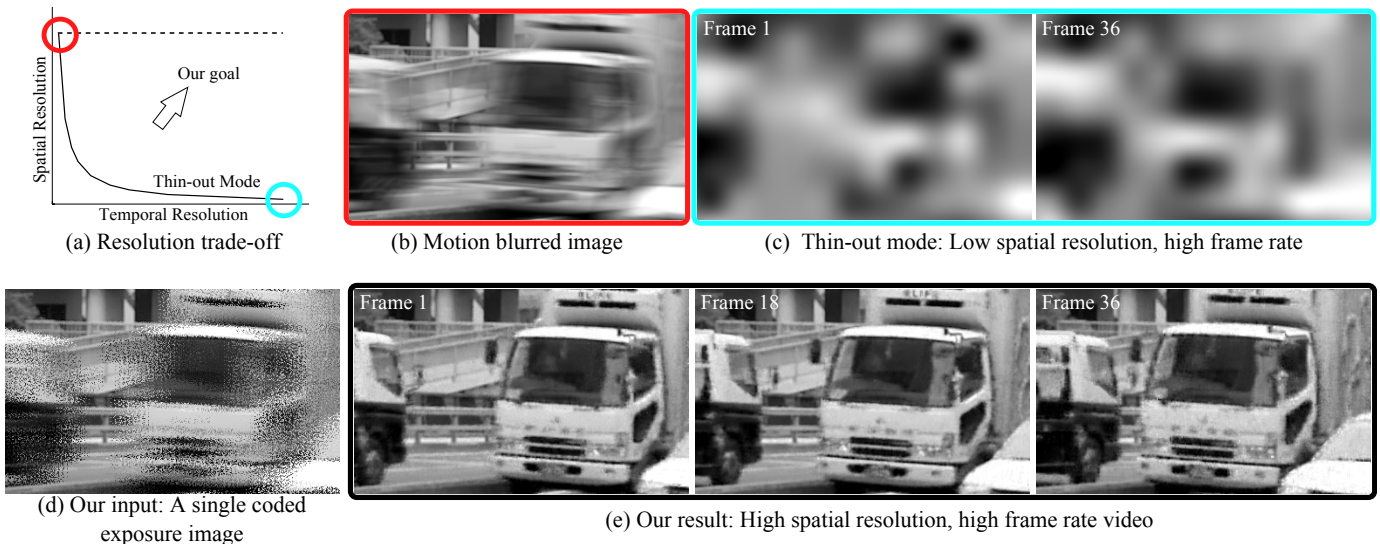 Spatial Resolution
Our goal
Thin-out Mode
Temporal Resolution
(a) Resolution trade-off
(b) Motion blurred image
Frame 1
Frame 36
(c) Thin-out mode: Low spatial resolution, high frame rate
(d) Our input: A single coded
exposure image
Frame 1
Frame 18
Frame 36
(e) Our result: High spatial resolution, high frame rate video